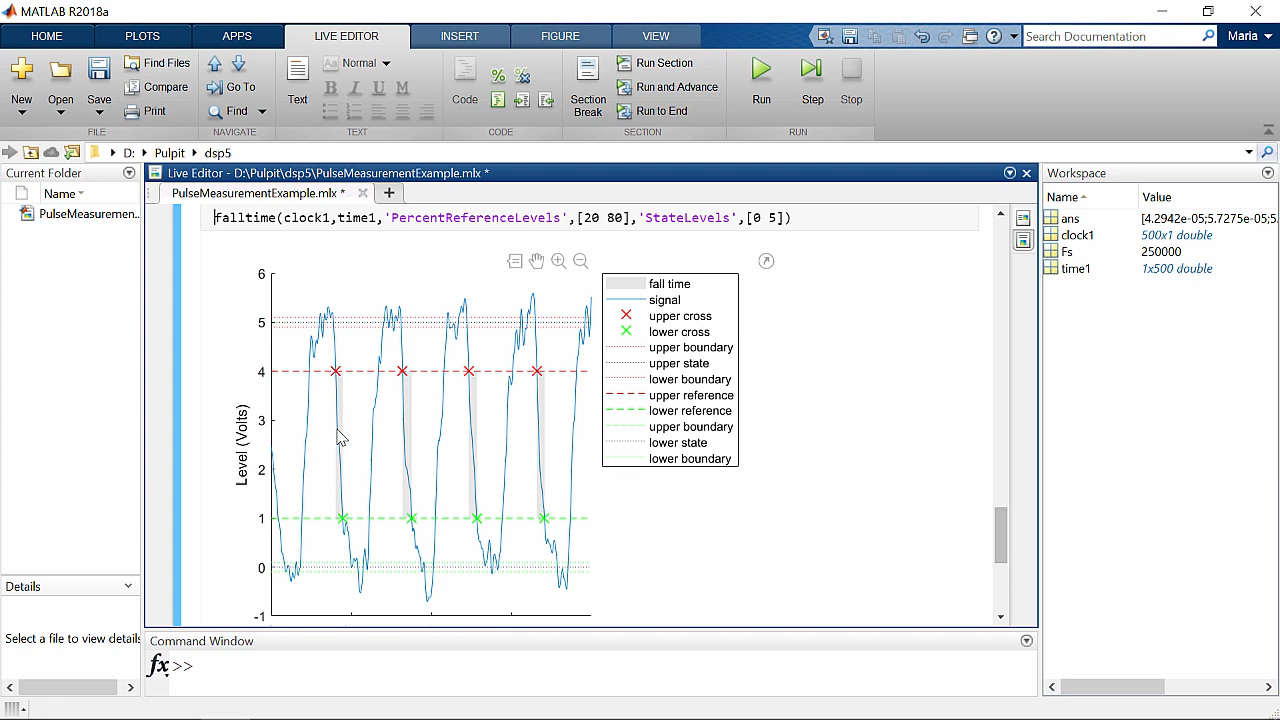 MATLAB R2018a
HOME PLOTS APPS LIVE EDITOR INSERT FIGURE VIEW Search Documentation Maria
New Open Save Find Files Compare Print
FILE
Go To Find
NAVIGATE
Text Normal B I U M
TEXT
Code
CODE
Section Break Run Section Run and Advance Run to End
SECTION
Run Step Stop
RUN
D: Pulpit dsp5
Current Folder
Name
PulseMeasuremen...
Details
Select a file to view details
Live Editor - D:\Pulpit\dsp5\PulseMeasurementExample.mlx *
PulseMeasurementExample.mlx *
falltime(clock1,time1,'PercentReferenceLevels',[20 80],'StateLevels',[0 5])
6
5
4
3
2
1
0
-1
Level (Volts)
fall time
signal
upper cross
lower cross
upper boundary
upper state
lower boundary
upper reference
lower reference
upper boundary
lower state
lower boundary
Command Window
fx >>
Workspace
Name Value
ans [4.2942e-05;5.7275e-05;5.
clock1 500x1 double
Fs 250000
time1 1x500 double